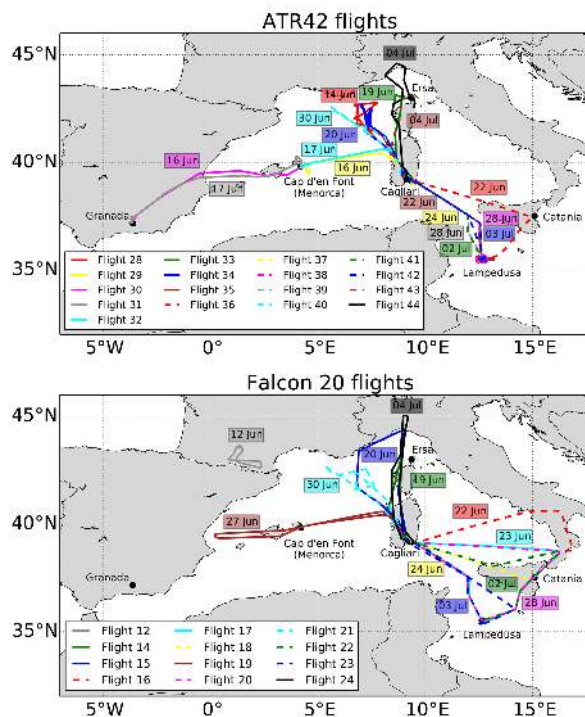 ATR42 flights
45°N
40°N
35°N
04 Jul
14 Jun
19 Jun
Ersa
30 Jun
04 Jul
20 Jun
17 Jun
16 Jun
16 Jun
17 Jun
Cap d'en Font
(Menorca)
Cagliari
22 Jun
22 Jun
Granada
Catania
24 Jun
28 Jun
28 Jun
03 Jul
02 Jul
Lampedusa
Flight 28
Flight 29
Flight 30
Flight 31
Flight 32
Flight 33
Flight 34
Flight 35
Flight 36
Flight 37
Flight 38
Flight 39
Flight 40
Flight 41
Flight 42
Flight 43
Flight 44
5°W
0°
5°E
10°E
15°E
Falcon 20 flights
45°N
40°N
35°N
04 Jul
12 Jun
20 Jun
Ersa
30 Jun
19 Jun
27 Jun
22 Jun
23 Jun
Cap d'en Font
(Menorca)
Cagliari
24 Jun
02 Jul
Catania
Granada
03 Jul
28 Jun
Lampedusa
Flight 12
Flight 14
Flight 15
Flight 16
Flight 17
Flight 18
Flight 19
Flight 20
Flight 21
Flight 22
Flight 23
Flight 24
5°W
0°
5°E
10°E
15°E